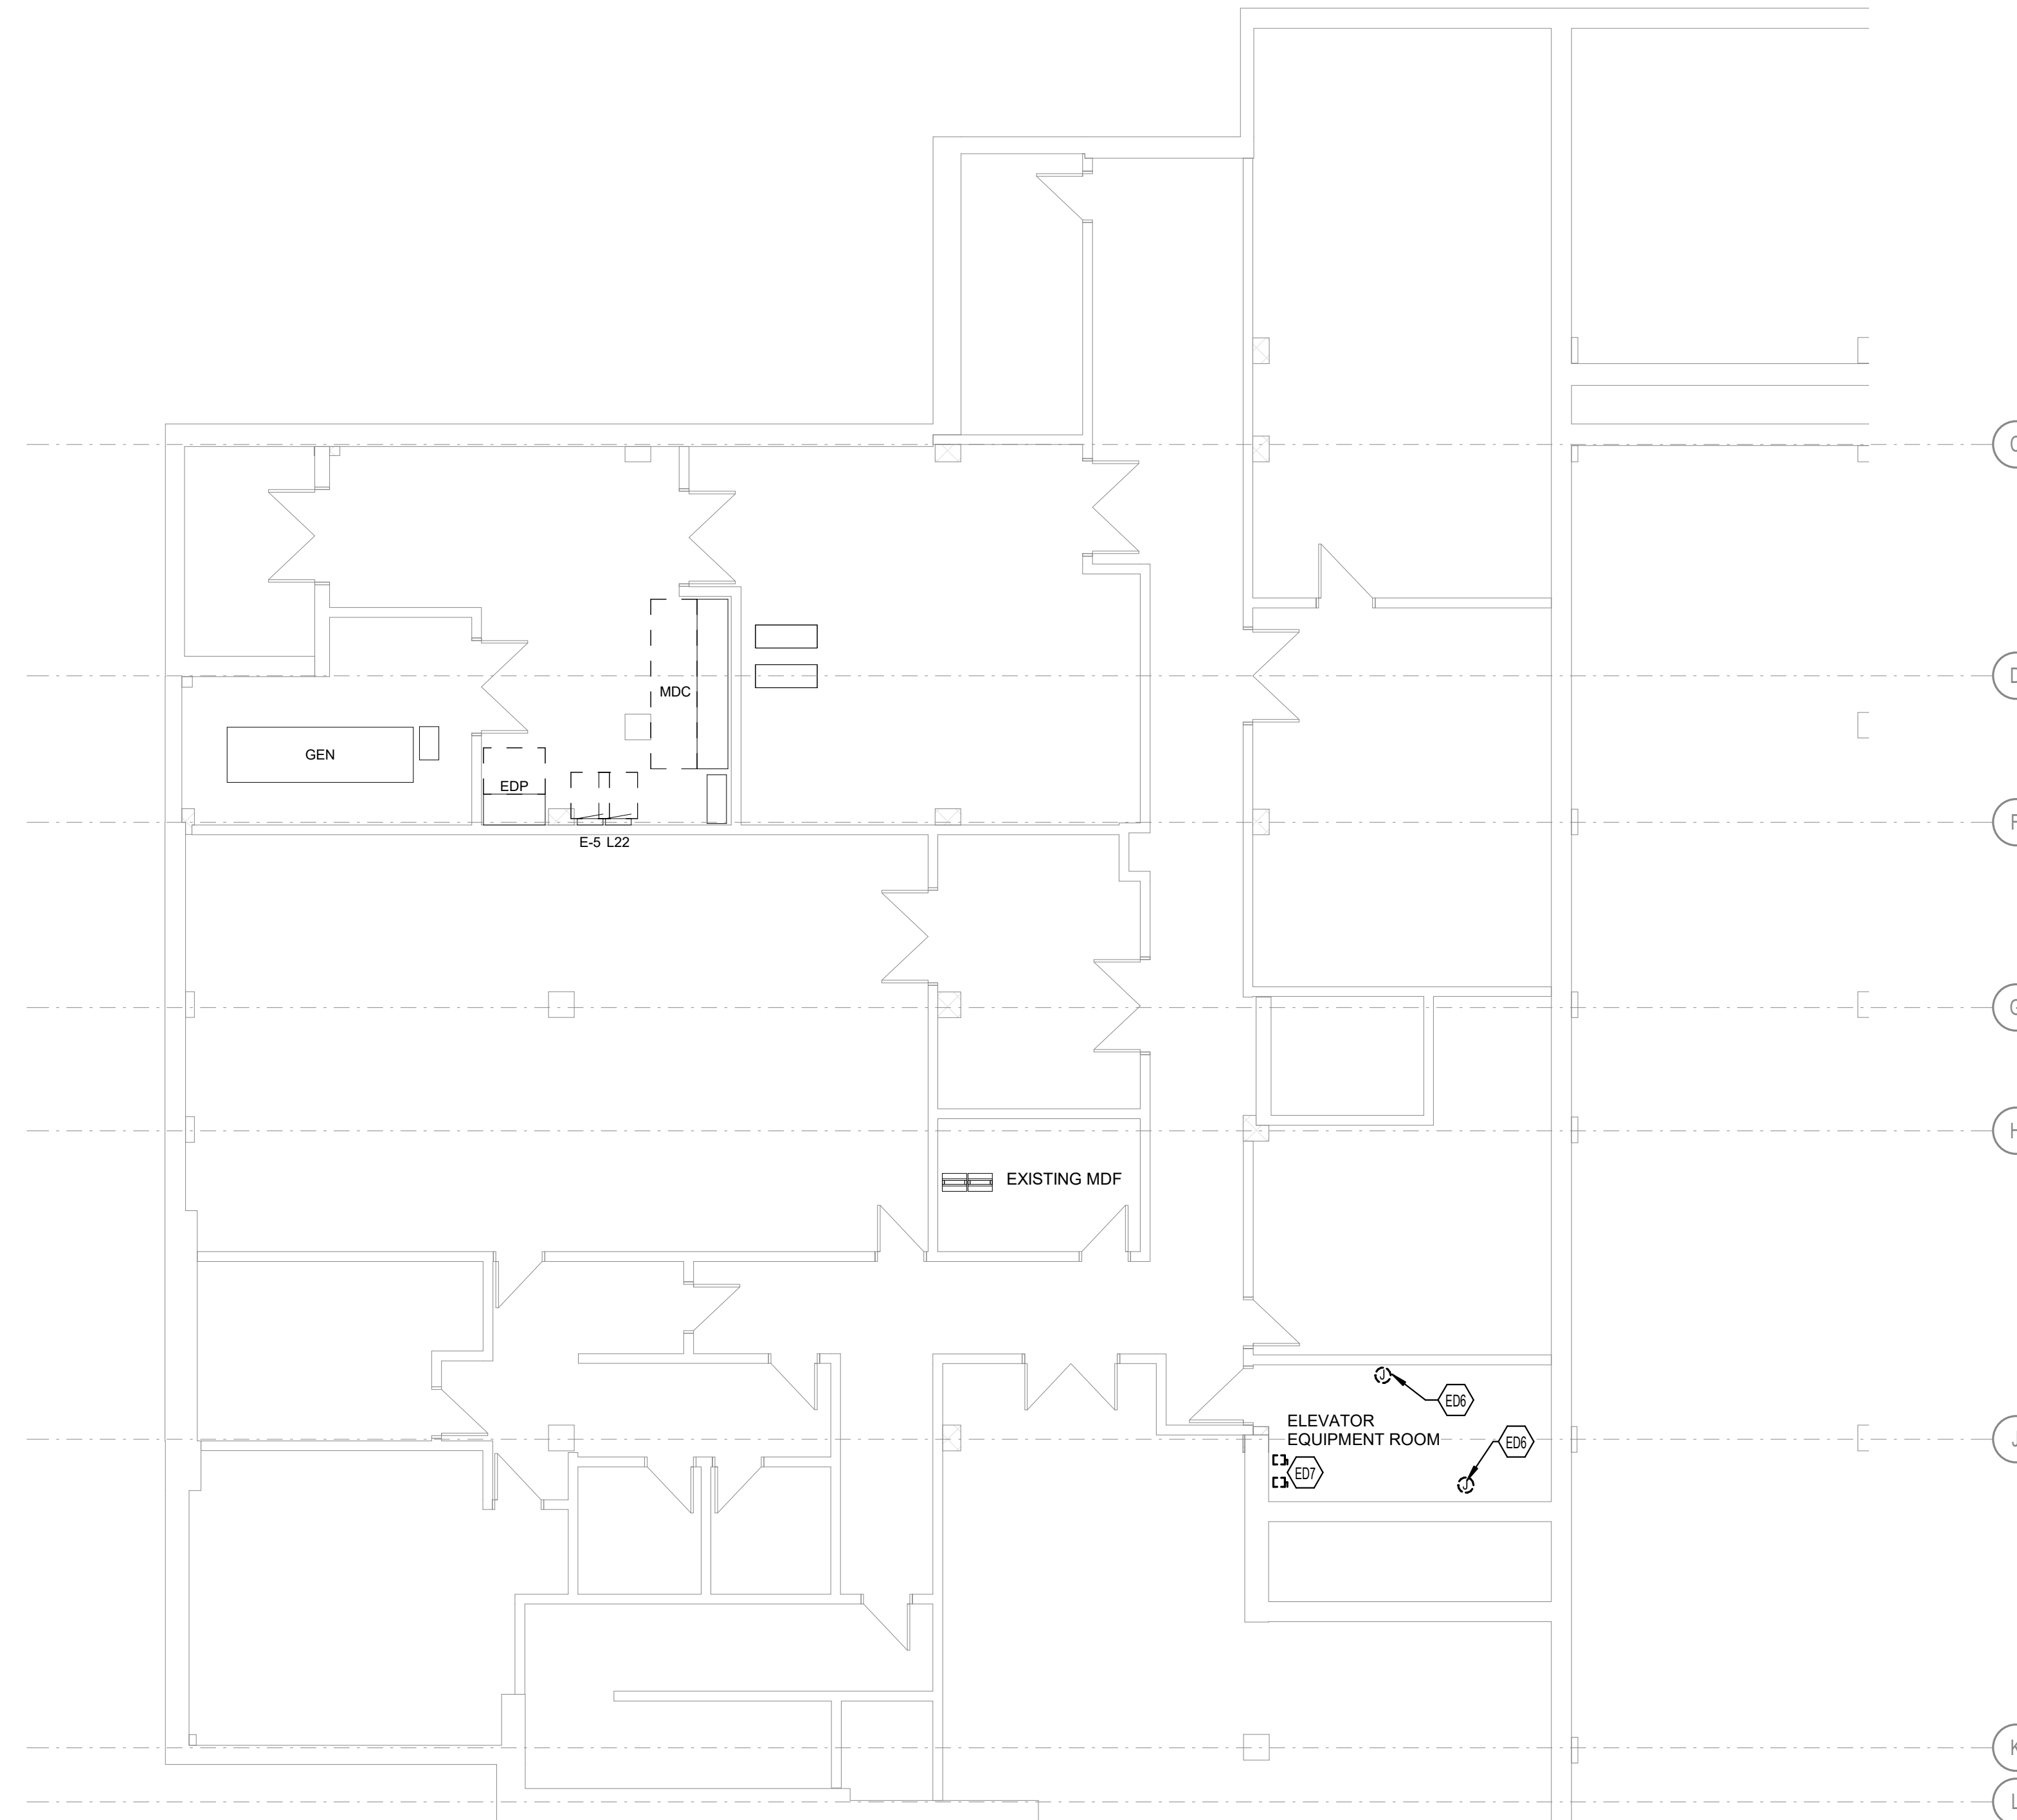 D
MDC
GEN
EDP
F
E-5 L22
H
EXISTING MDF
J
ED6
ELEVATOR
EQUIPMENT ROOM
ED6
J
ED7
J
K
L